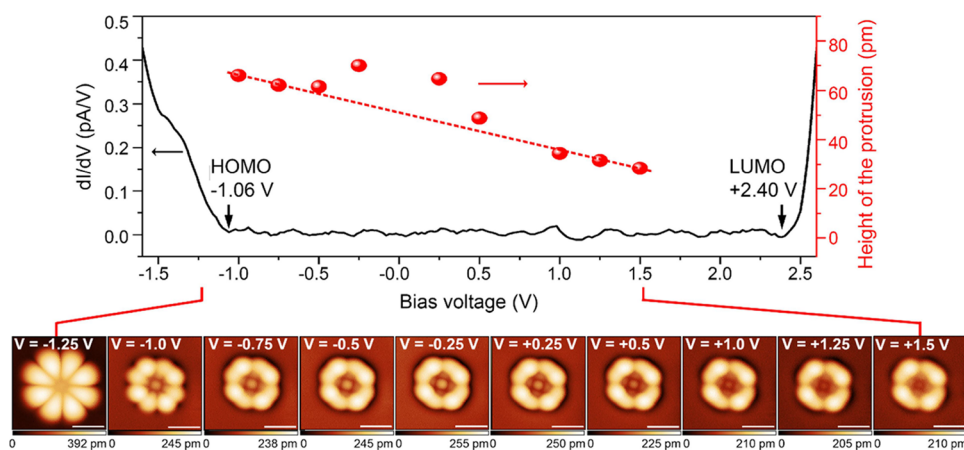 0.5
0.4
0.3
0.2
0.1
0.0
dI/dV (pA/V)
80
60
40
20
0
Height of the protrusion (pm)
HOMO
-1.06 V
LUMO
+2.40 V
-1.5 -1.0 -0.5 -0.0 0.5 1.0 1.5 2.0 2.5
Bias voltage (V)
V = -1.25 V V = -1.0 V V = -0.75 V V = -0.5 V V = -0.25 V V = +0.25 V V = +0.5 V V = +1.0 V V = +1.25 V V = +1.5 V
0 392 pm 0 245 pm 0 238 pm 0 245 pm 0 255 pm 0 250 pm 0 225 pm 0 210 pm 0 205 pm 0 210 pm